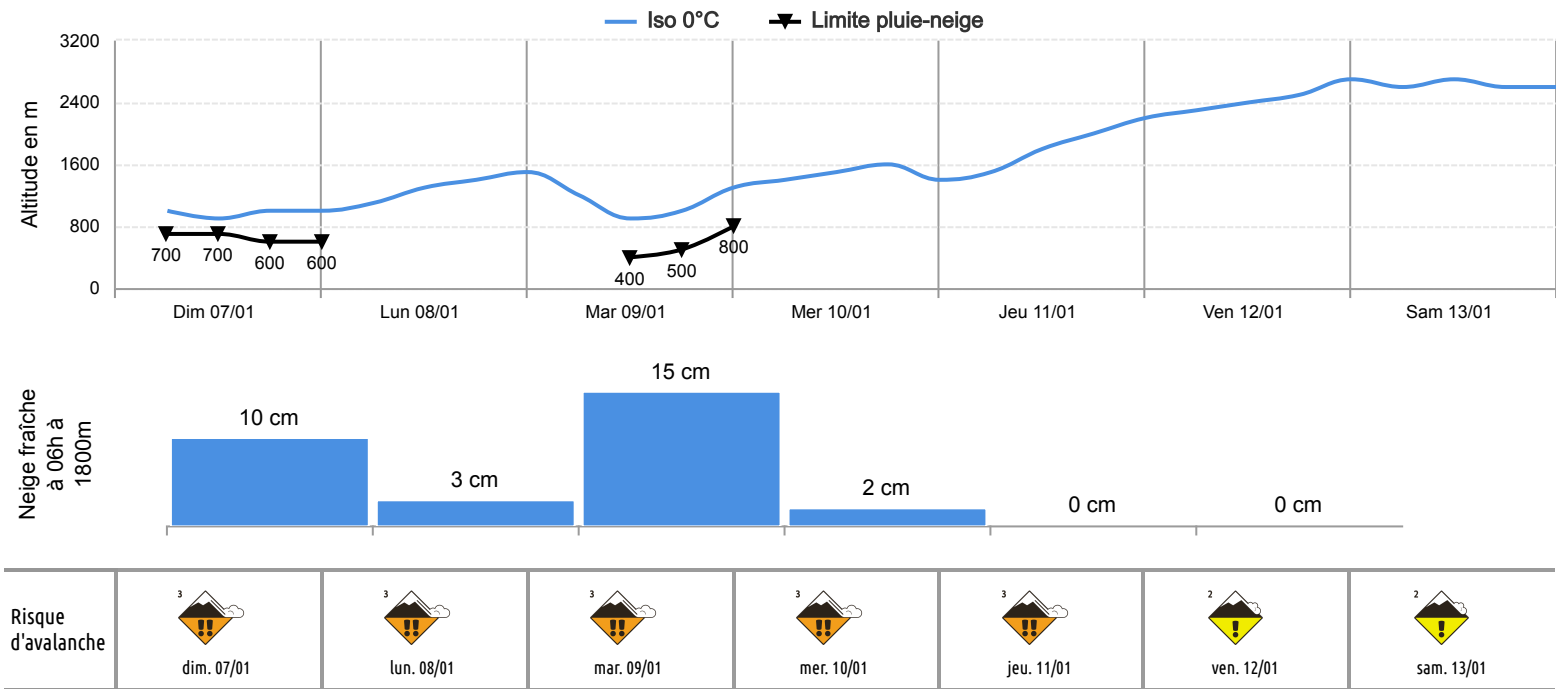 Iso 0°C Limite pluie-neige
3200
2400
1600
800
0
Altitude en m
700 700 600 600 400 500 800
Dim 07/01 Lun 08/01 Mar 09/01 Mer 10/01 Jeu 11/01 Ven 12/01 Sam 13/01
Neige fraîche
à 06h à
1800m
10 cm 3 cm 15 cm 2 cm 0 cm 0 cm
Risque
d'avalanche
3 3 3 3 3 2 2
!! !! !! !! !! ! !
dim. 07/01 lun. 08/01 mar. 09/01 mer. 10/01 jeu. 11/01 ven. 12/01 sam. 13/01